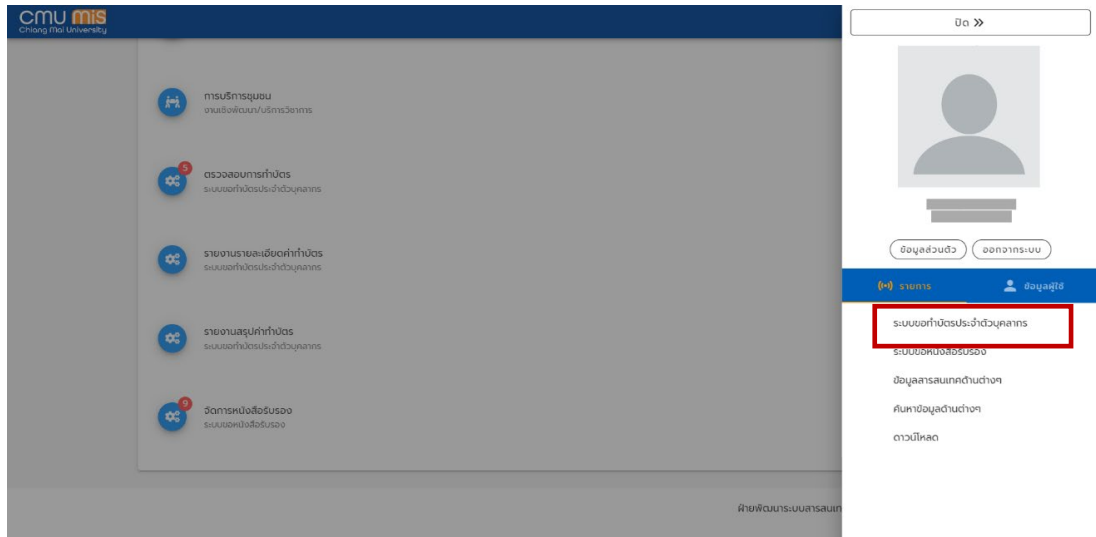 CMU MIS
Chiang Mai University
การบริการชุมชน
งานเชิงพัฒนา/บริการวิชาการ
5
ตรวจสอบการทำบัตร
ระบบขอทำบัตรประจำตัวบุคลากร
รายงานรายละเอียดค่าทำบัตร
ระบบขอทำบัตรประจำตัวบุคลากร
รายงานสรุปค่าทำบัตร
ระบบขอทำบัตรประจำตัวบุคลากร
9
จัดการหนังสือรับรอง
ระบบขอหนังสือรับรอง
ฝ่ายพัฒนาระบบสารสนเท
ปิด »
ข้อมูลส่วนตัว ออกจากระบบ
รายการ ข้อมูลผู้ใช้
ระบบขอทำบัตรประจำตัวบุคลากร
ระบบขอหนังสือรับรอง
ข้อมูลสารสนเทศด้านต่างๆ
ค้นหาข้อมูลด้านต่างๆ
ดาวน์โหลด